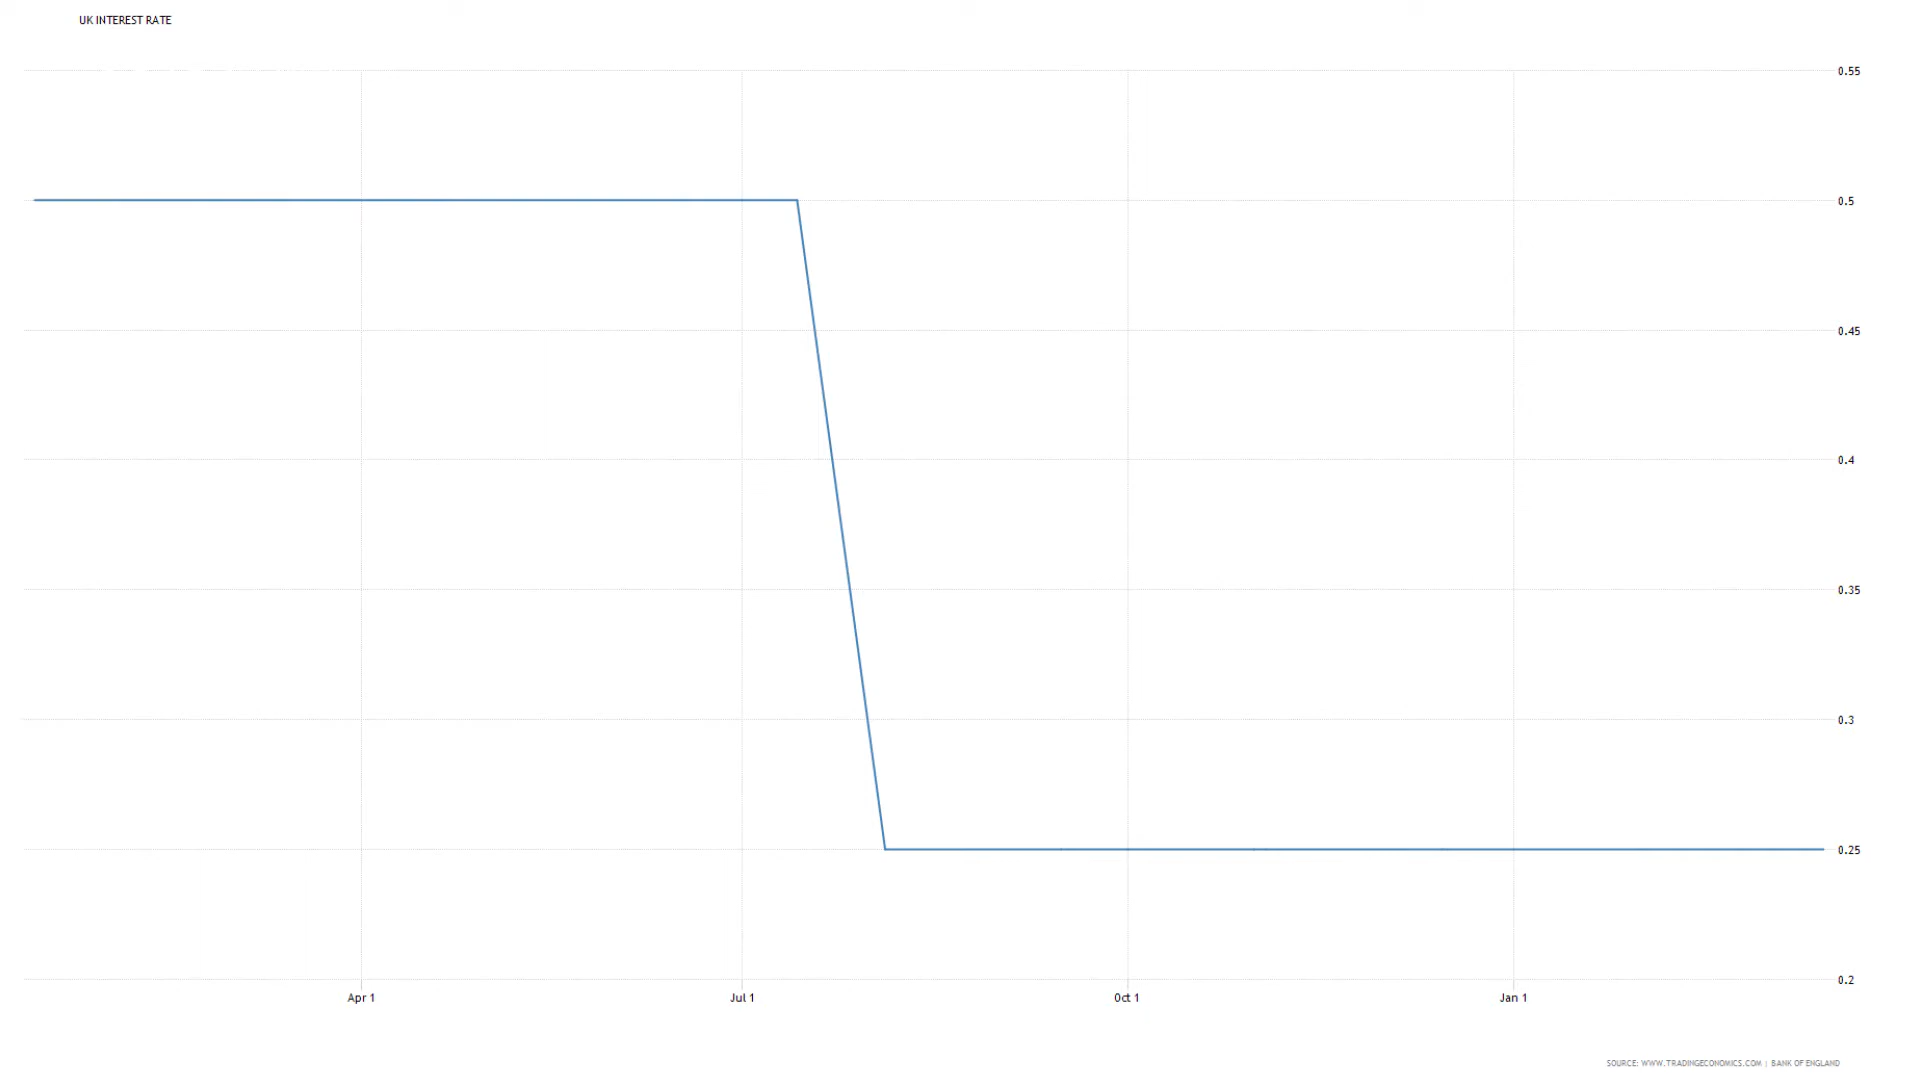 UK INTEREST RATE
0.55
0.5
0.45
0.4
0.35
0.3
0.25
0.2
Apr 1
Jul 1
Oct 1
Jan 1
SOURCE: WWW.TRADINGECONOMICS.COM | BANK OF ENGLAND